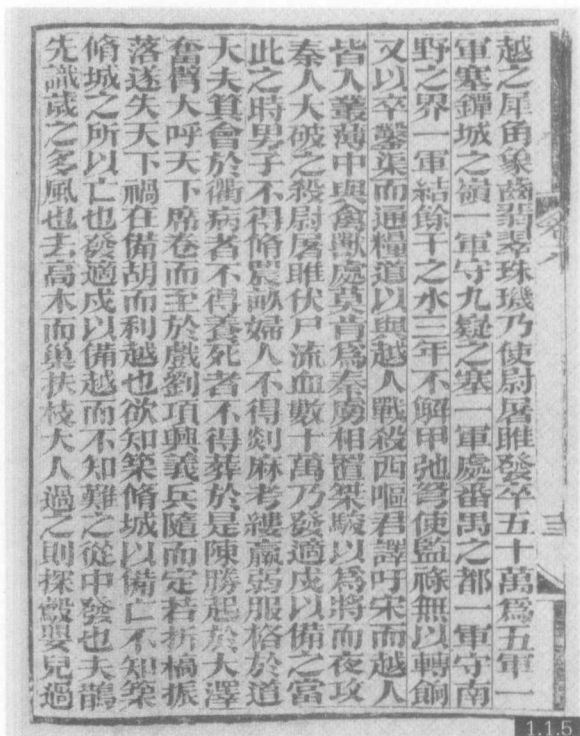 越之犀角象齒翡翠珠璣乃使尉屠睢發卒五十萬爲五軍一
軍塞鐔城之嶺一軍守九疑之塞一軍處番禺之都一軍守南
野之界一軍結餘干之水三年不解甲弛弩使監祿無以轉餉
又以卒鑿渠而通糧道以與越人戰殺西嘔君譯吁宋而越人
皆入叢薄中與禽獸處莫肯爲秦虜相置桀駿以爲將而夜攻
秦人大破之殺尉屠睢伏尸流血數十萬乃發適戍以備之當
此之時男子不得脩農畝婦人不得剡麻考縷羸弱服格於道
大夫箕會於衢病者不得養死者不得葬於是陳勝起於大澤
奮臂大呼天下席卷而至於戲劉項興義兵隨而定若折槁振
落遂失天下禍在備胡而利越也欲知築脩城以備亡不知築
脩城之所以亡也發適戍以備越而不知難之從中發也夫鵲
先識歲之多風也去高木而巢扶枝大人過之則探鷇嬰兒過
卷八
1.1.5